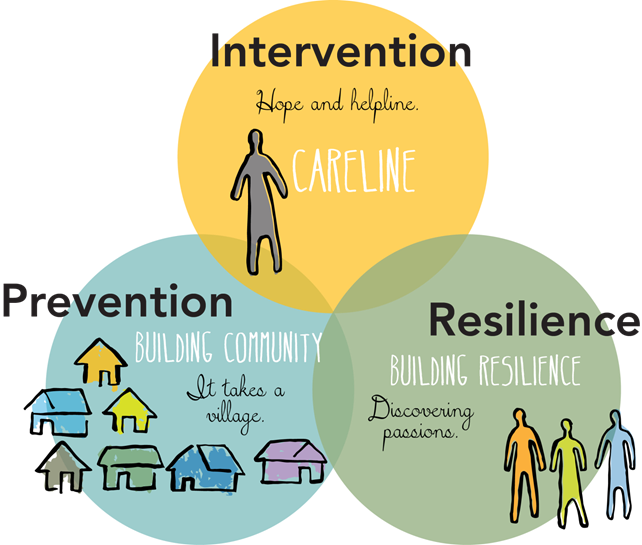 Intervention
Hope and helpline.
CARELINE
Prevention
BUILDING COMMUNITY
It takes a
village.
Resilience
BUILDING RESILIENCE
Discovering
passions.